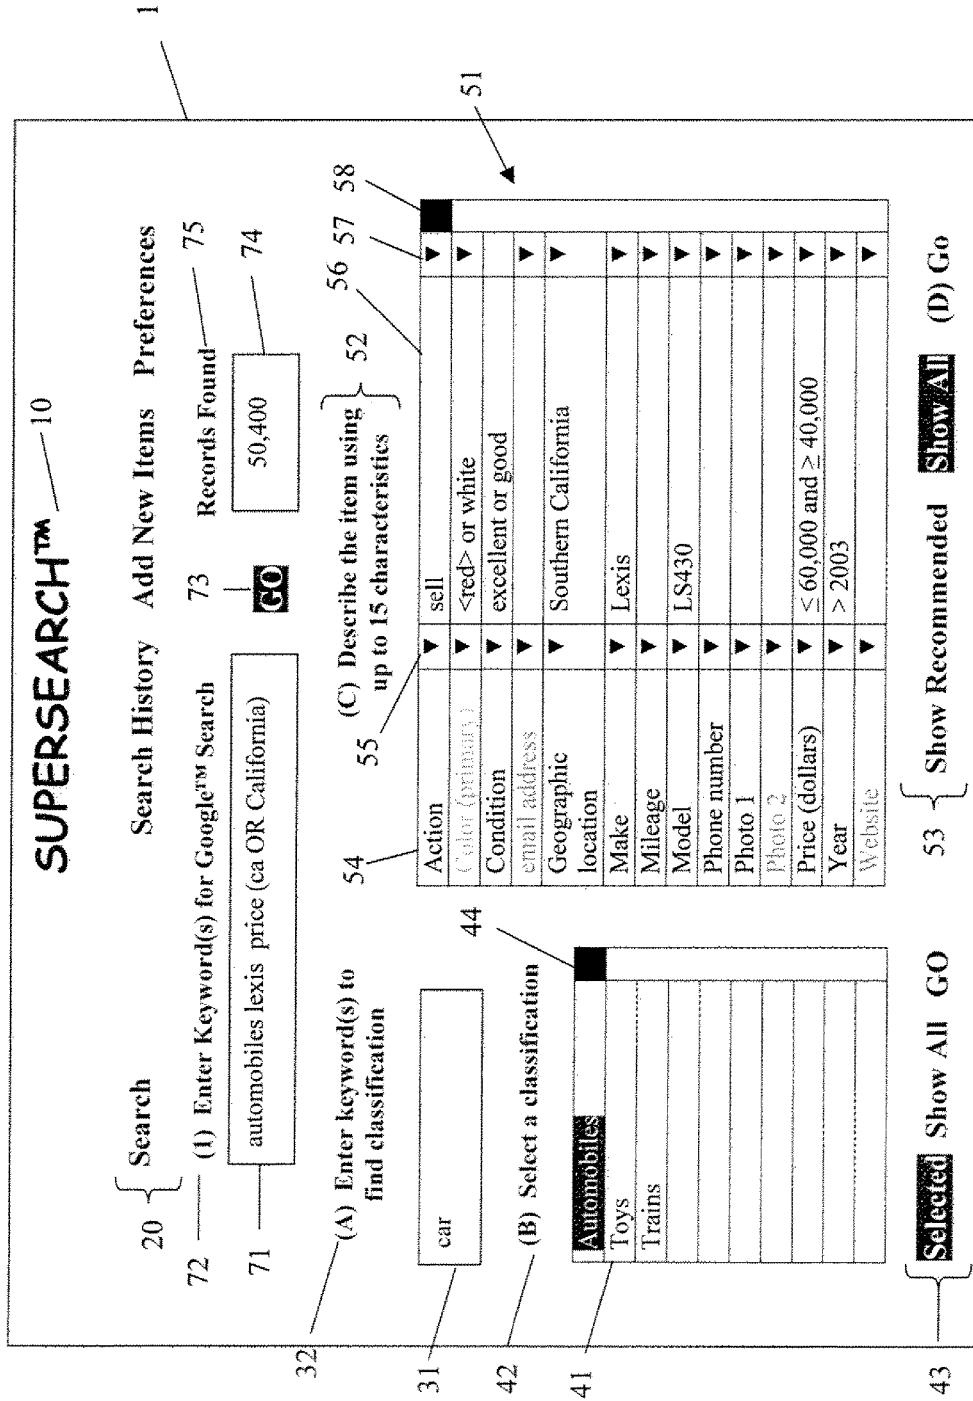 1
SUPERSEARCH™
10
Search
Search History
Add New Items
Preferences
20
72
(1) Enter Keyword(s) for Google™ Search
73
Records Found
75
71
automobiles lexis price (ca OR California)
GO
50,400
74
32
(A) Enter keyword(s) to
find classification
(C) Describe the item using
up to 15 characteristics
52
31
car
54
55
56
57
58
51
42
(B) Select a classification
44
41
Automobiles
Toys
Trains
Action ▼ sell ▼
Color (primary) ▼ <red> or white ▼
Condition excellent or good
email address ▼ ▼
Geographic
location ▼ Southern California ▼
Make ▼ Lexis ▼
Mileage ▼ ▼
Model ▼ LS430 ▼
Phone number ▼
Photo 1 ▼
Photo 2 ▼ ▼
Price (dollars) ▼ ≤ 60,000 and ≥ 40,000 ▼
Year ▼ > 2003 ▼
Website ▼ ▼
43
Selected Show All GO
53
Show Recommended Show All (D) Go